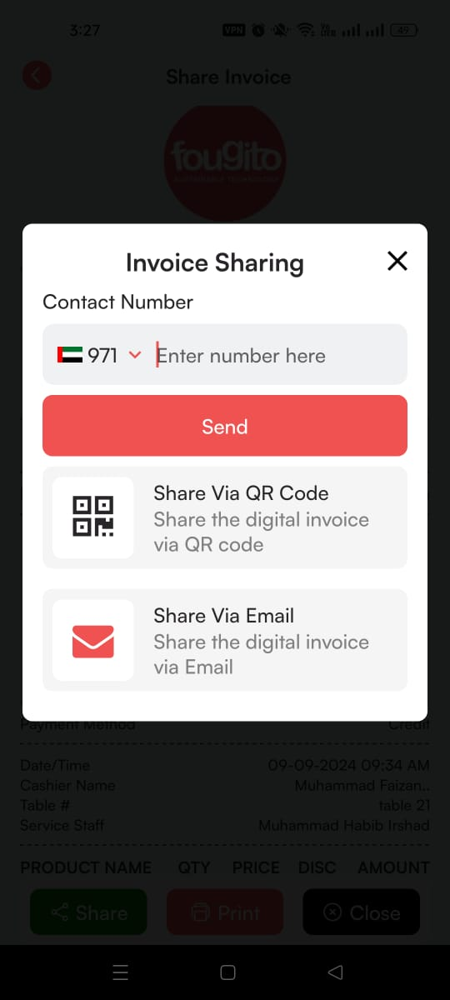 3:27
VPN
49
Share Invoice
fougito
SUSTAINABLE TECHNOLOGY
Invoice Sharing
Contact Number
971
Enter number here
Send
Share Via QR Code
Share the digital invoice
via QR code
Share Via Email
Share the digital invoice
via Email
Payment Method Credit
Date/Time 09-09-2024 09:34 AM
Cashier Name Muhammad Faizan..
Table # table 21
Service Staff Muhammad Habib Irshad
PRODUCT NAME QTY PRICE DISC AMOUNT
Share Print Close